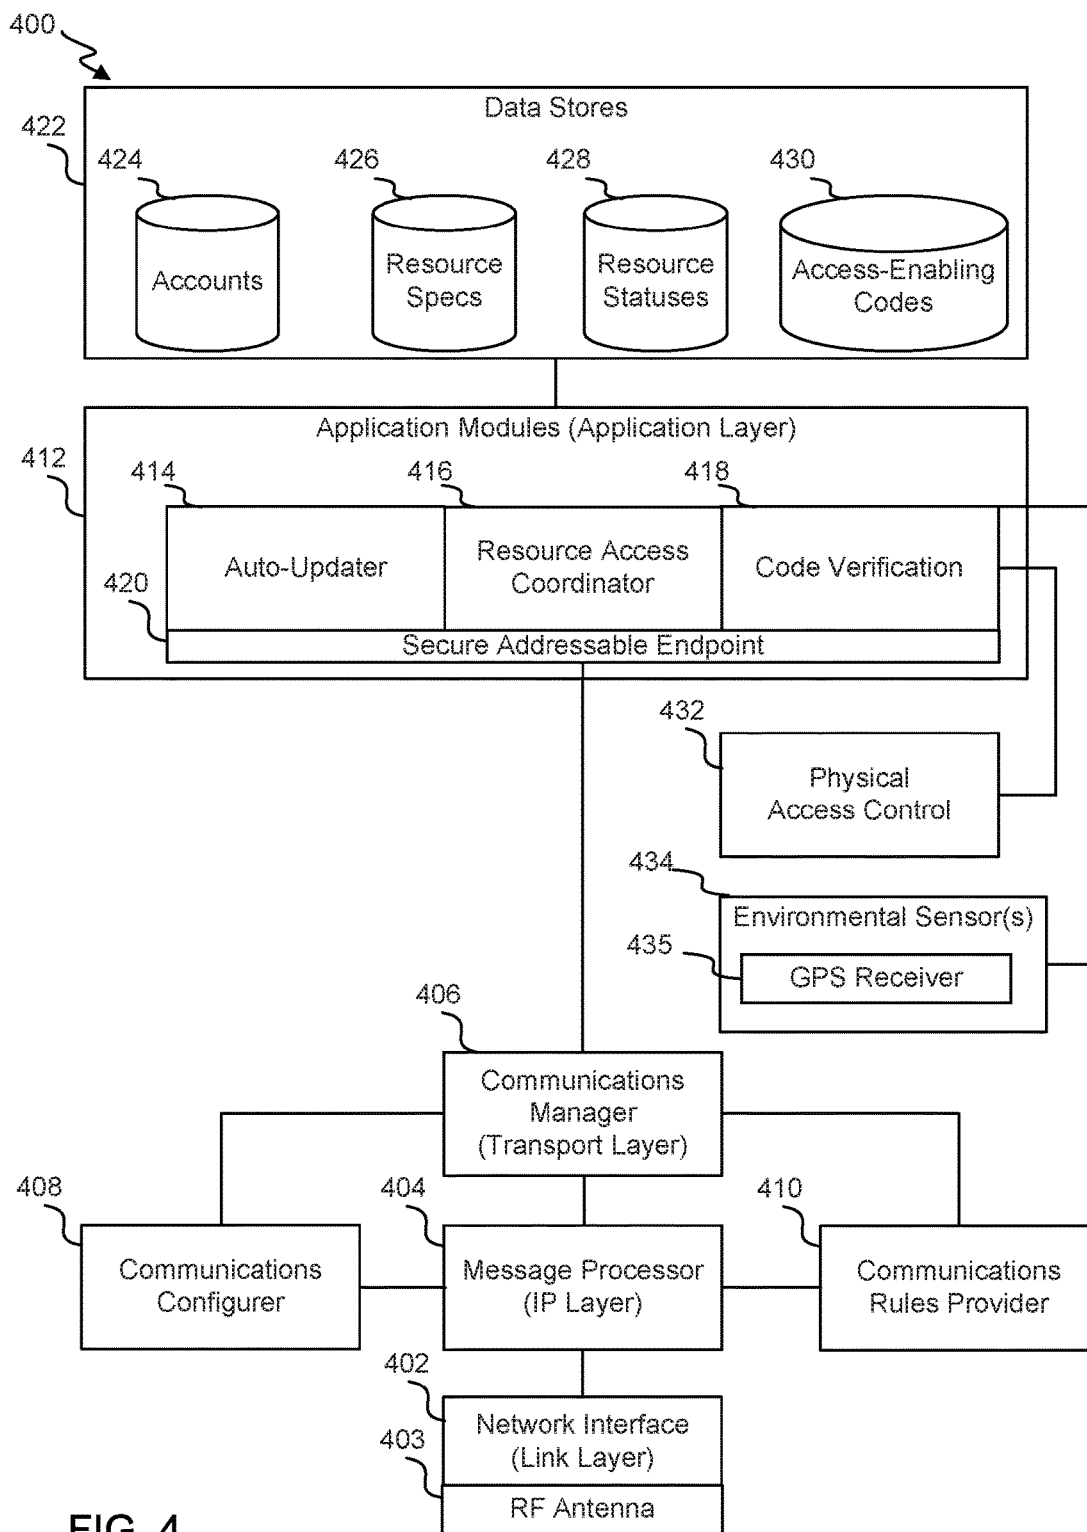 400
Data Stores
422
424
426
428
430
Accounts
Resource
Specs
Resource
Statuses
Access-Enabling
Codes
Application Modules (Application Layer)
412
414
416
418
Auto-Updater
Resource Access
Coordinator
Code Verification
420
Secure Addressable Endpoint
432
Physical
Access Control
434
Environmental Sensor(s)
435
GPS Receiver
406
Communications
Manager
(Transport Layer)
408
404
410
Communications
Configurer
Message Processor
(IP Layer)
Communications
Rules Provider
402
Network Interface
(Link Layer)
403
RF Antenna
FIG. 4